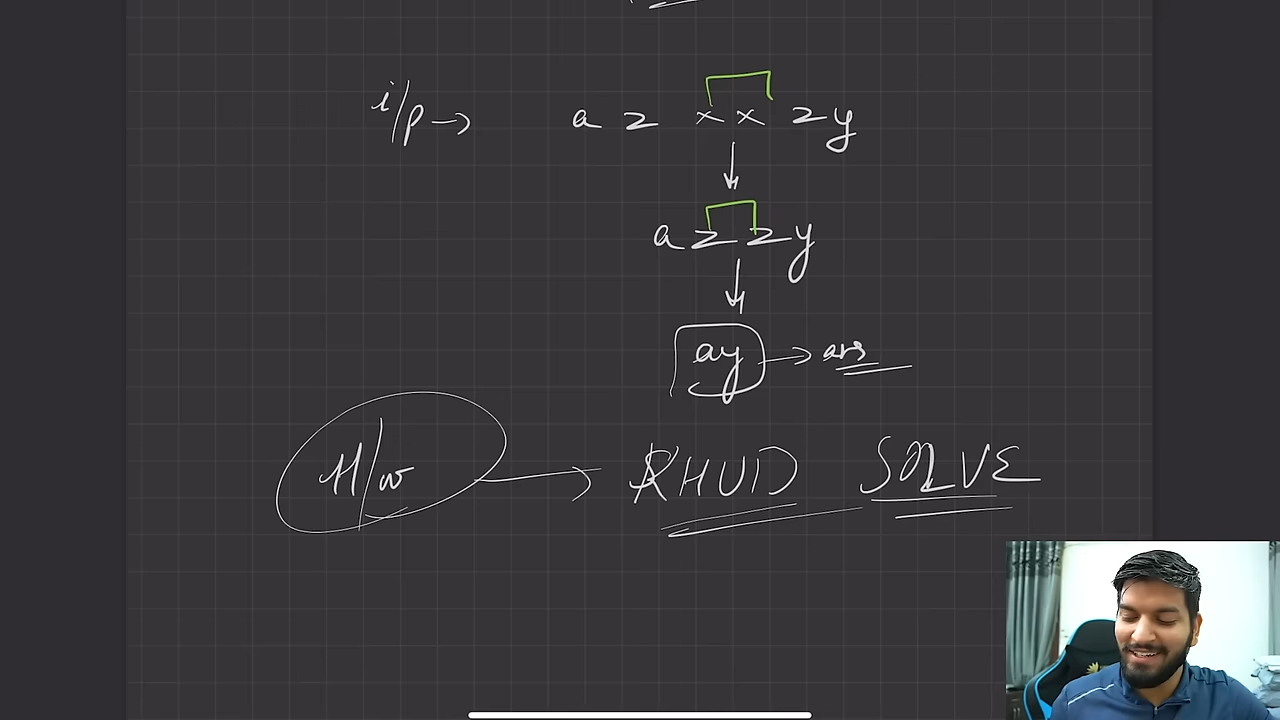 i/p → a z x x z y
a z z y
ay → ans
H/w → KHUD SOLVE